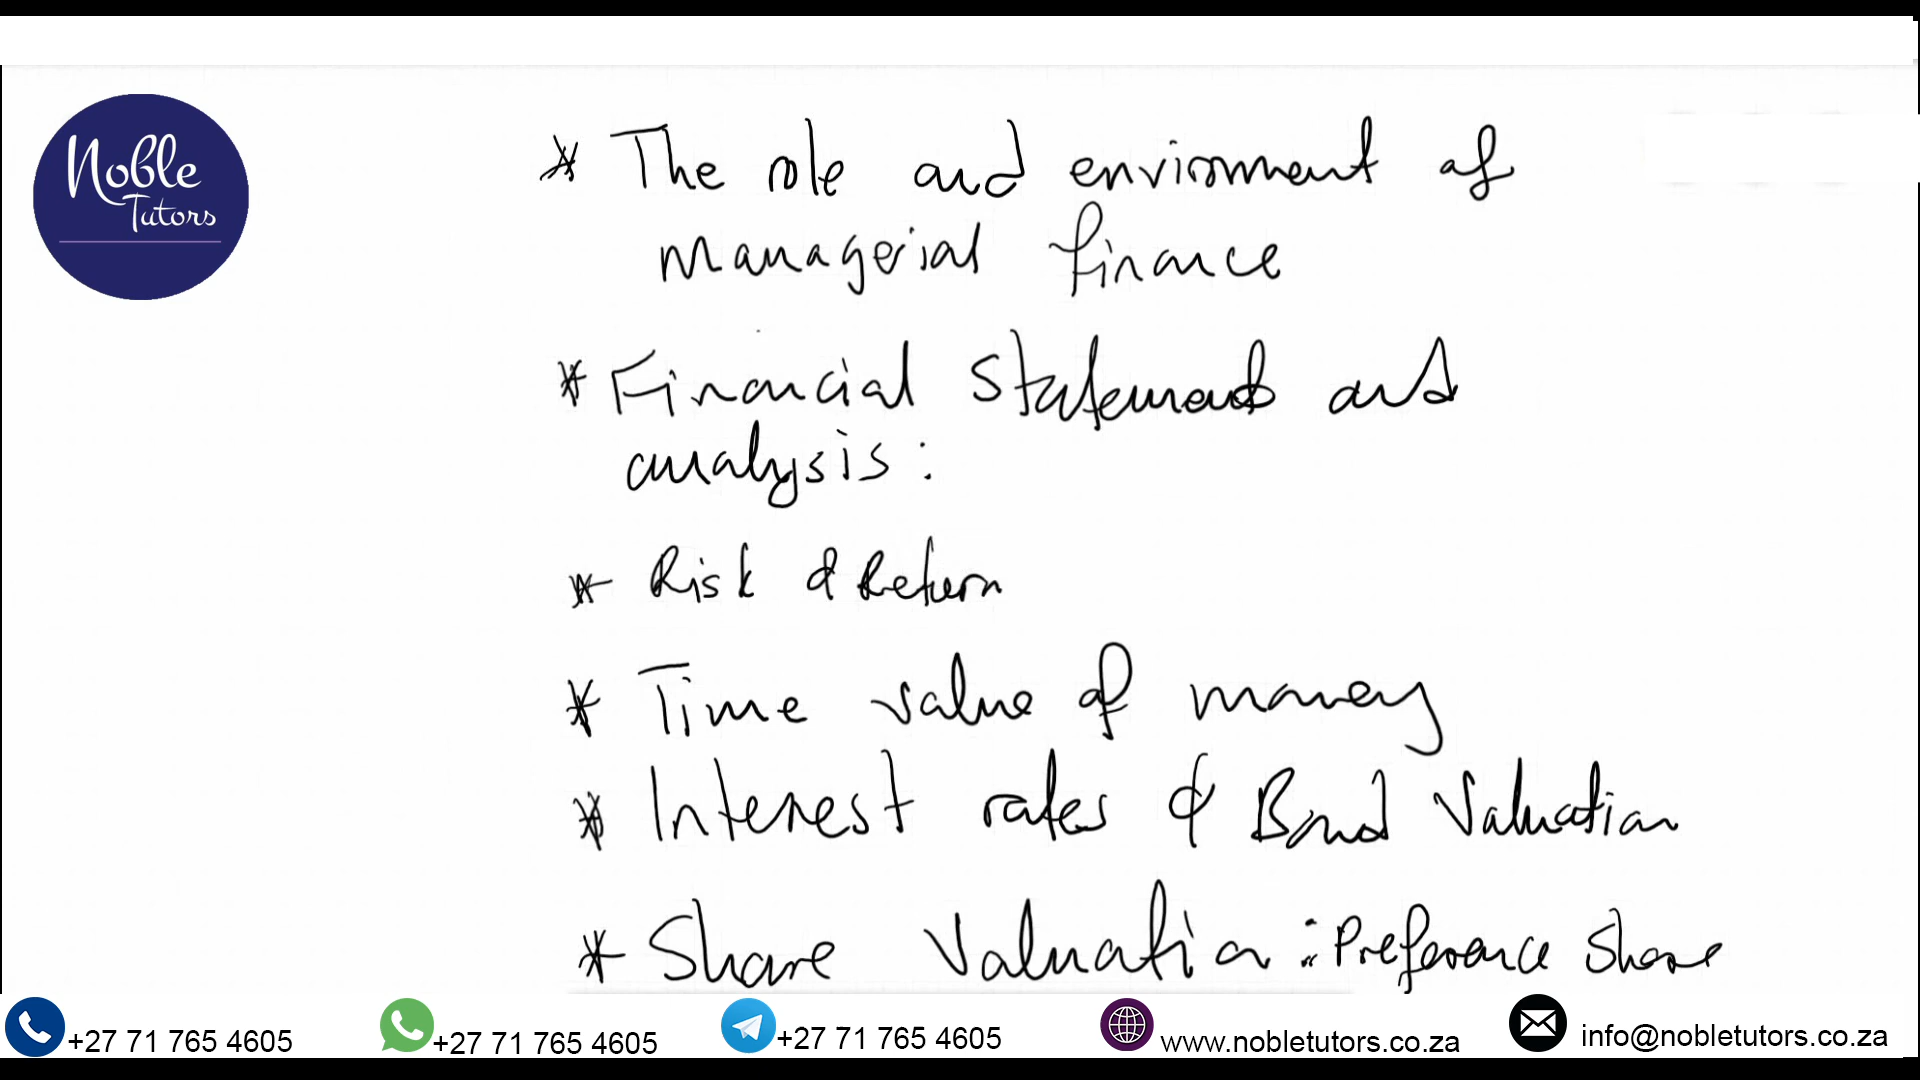 Noble
Tutors
* The role and environment of
managerial finance
* Financial Statements and
analysis:
* Risk & Return
* Time value of money
* Interest rates & Bond Valuation
* Share Valuation: Preference Share
+27 71 765 4605
+27 71 765 4605
+27 71 765 4605
www.nobletutors.co.za
info@nobletutors.co.za